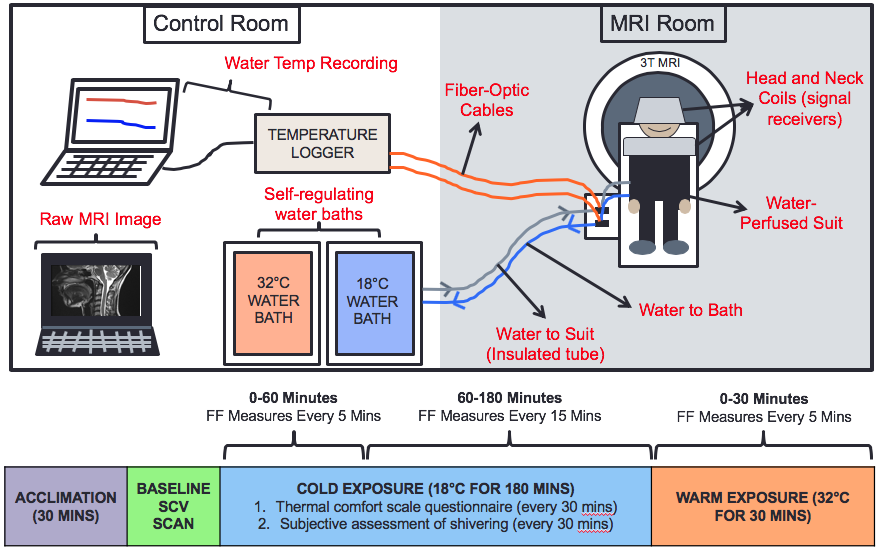 Control Room
MRI Room
Water Temp Recording
3T MRI
Fiber-Optic
Cables
Head and Neck
Coils (signal
receivers)
TEMPERATURE
LOGGER
Self-regulating
water baths
Raw MRI Image
Water-
Perfused Suit
32°C
WATER
BATH
18°C
WATER
BATH
Water to Bath
Water to Suit
(Insulated tube)
0-60 Minutes
FF Measures Every 5 Mins
60-180 Minutes
FF Measures Every 15 Mins
0-30 Minutes
FF Measures Every 5 Mins
ACCLIMATION
(30 MINS)
BASELINE
SCV
SCAN
COLD EXPOSURE (18°C FOR 180 MINS)
1. Thermal comfort scale questionnaire (every 30 mins)
2. Subjective assessment of shivering (every 30 mins)
WARM EXPOSURE (32°C
FOR 30 MINS)